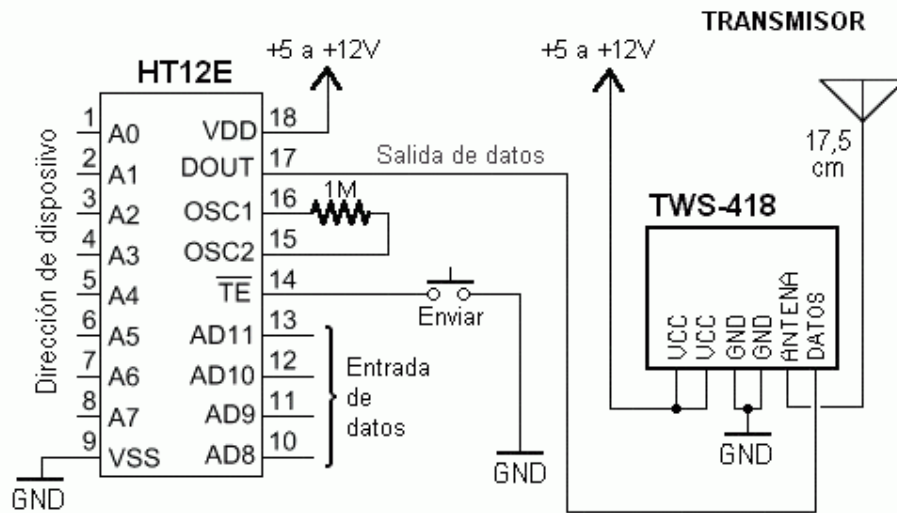 TRANSMISOR
+5 a +12V
+5 a +12V
HT12E
1 A0 VDD 18
2 A1 DOUT 17
3 A2 OSC1 16
4 A3 OSC2 15
5 A4 TE 14
6 A5 AD11 13
7 A6 AD10 12
8 A7 AD9 11
9 VSS AD8 10
Dirección de disposiivo
GND
Salida de datos
1M
Enviar
Entrada
de
datos
GND
17,5
cm
TWS-418
VCC
VCC
GND
GND
ANTENA
DATOS
GND